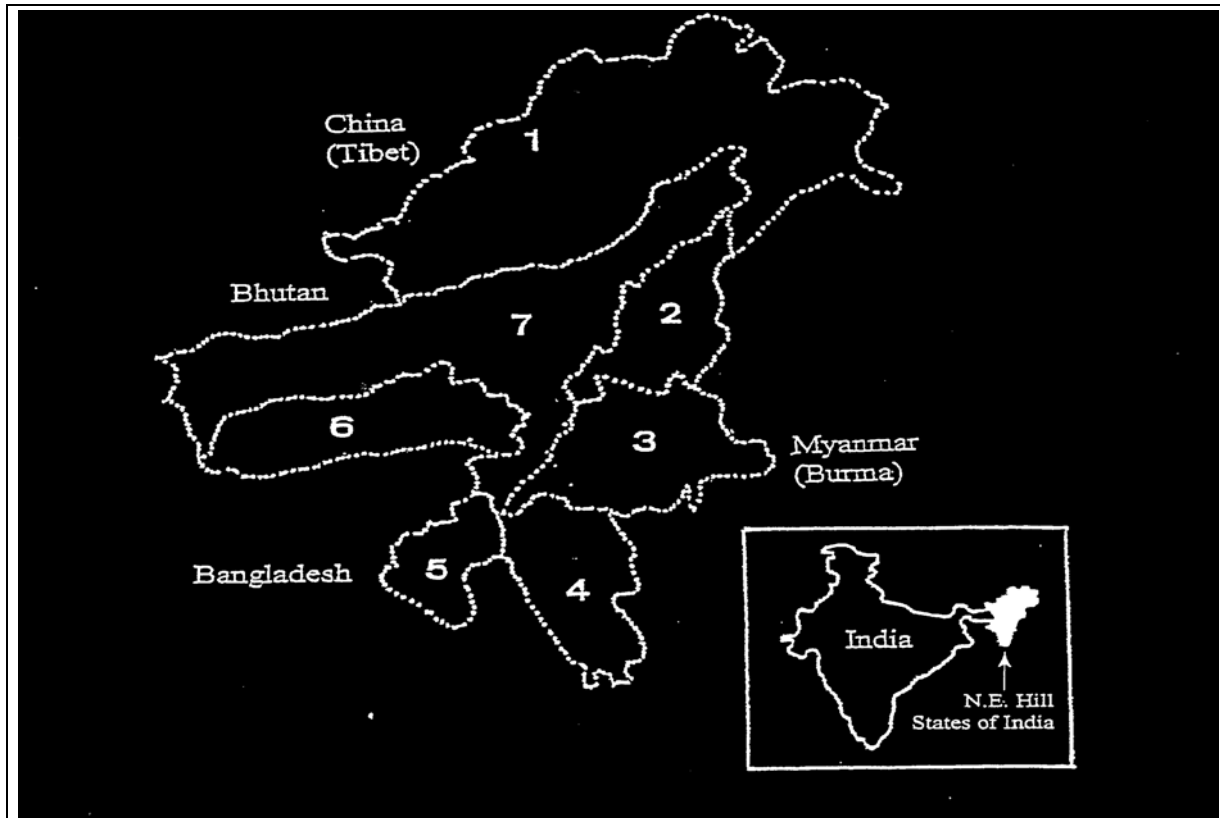 China
(Tibet)
1
Bhutan
2
7
6
3
Myanmar
(Burma)
Bangladesh
5
4
India
N.E. Hill
States of India